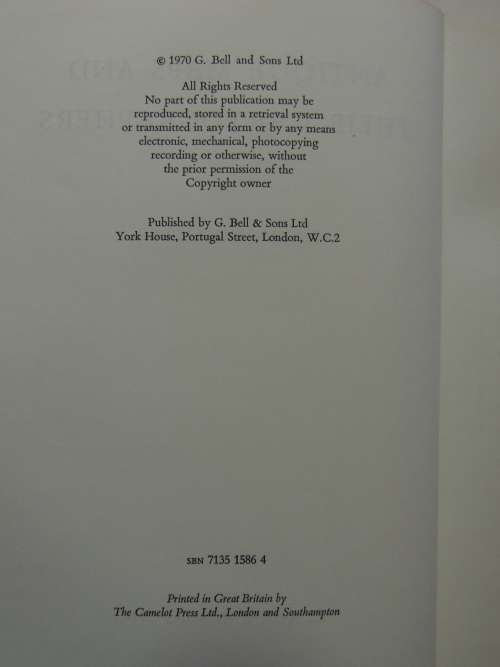 © 1970 G. Bell and Sons Ltd
All Rights Reserved
No part of this publication may be
reproduced, stored in a retrieval system
or transmitted in any form or by any means
electronic, mechanical, photocopying
recording or otherwise, without
the prior permission of the
Copyright owner
Published by G. Bell & Sons Ltd
York House, Portugal Street, London, W.C.2
SBN 7135 1586 4
Printed in Great Britain by
The Camelot Press Ltd., London and Southampton